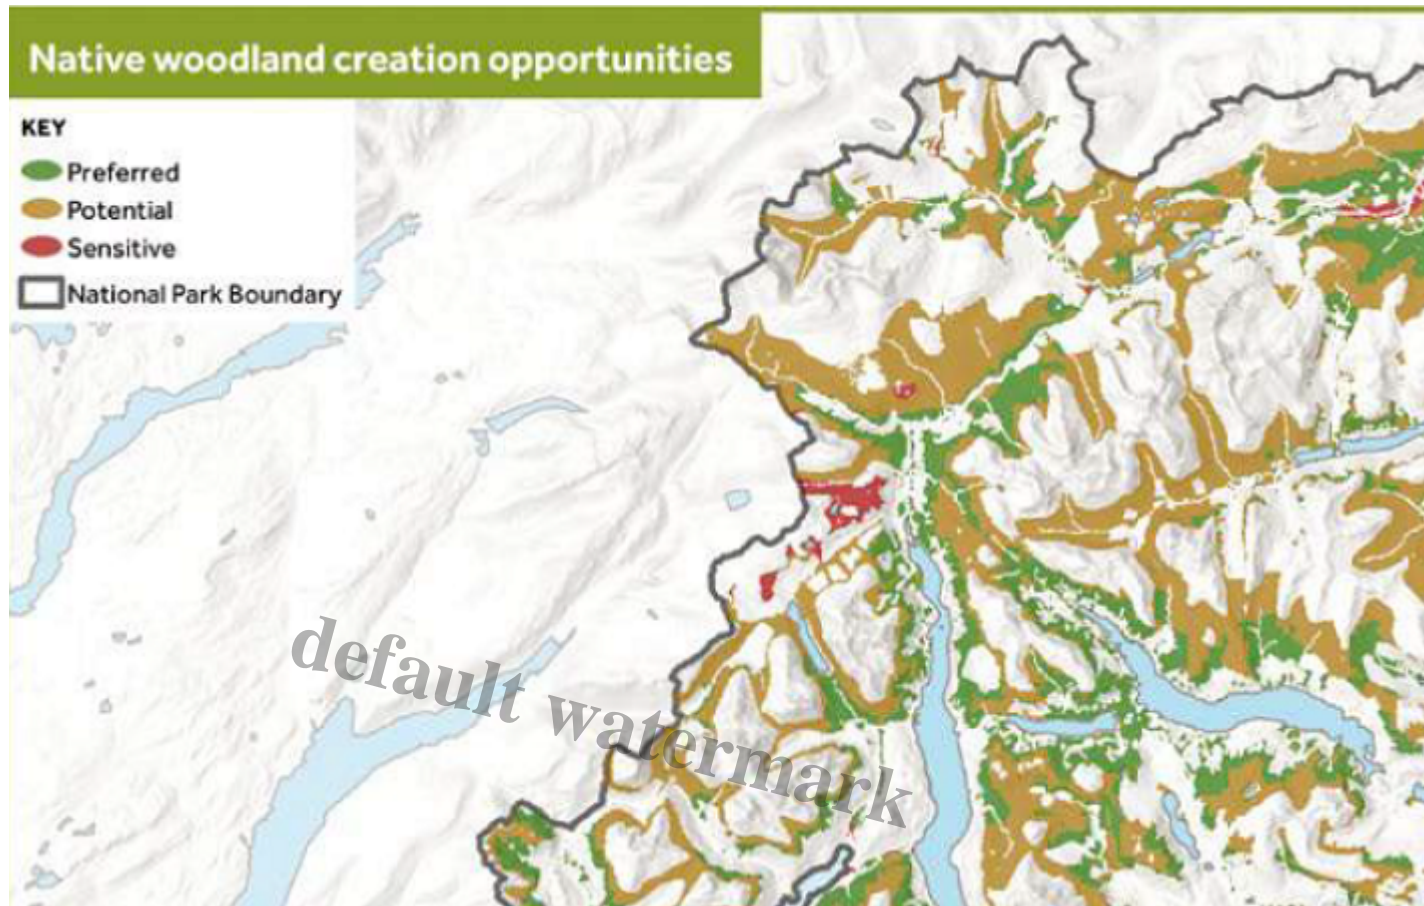 Native woodland creation opportunities
KEY
Preferred
Potential
Sensitive
National Park Boundary
default watermark